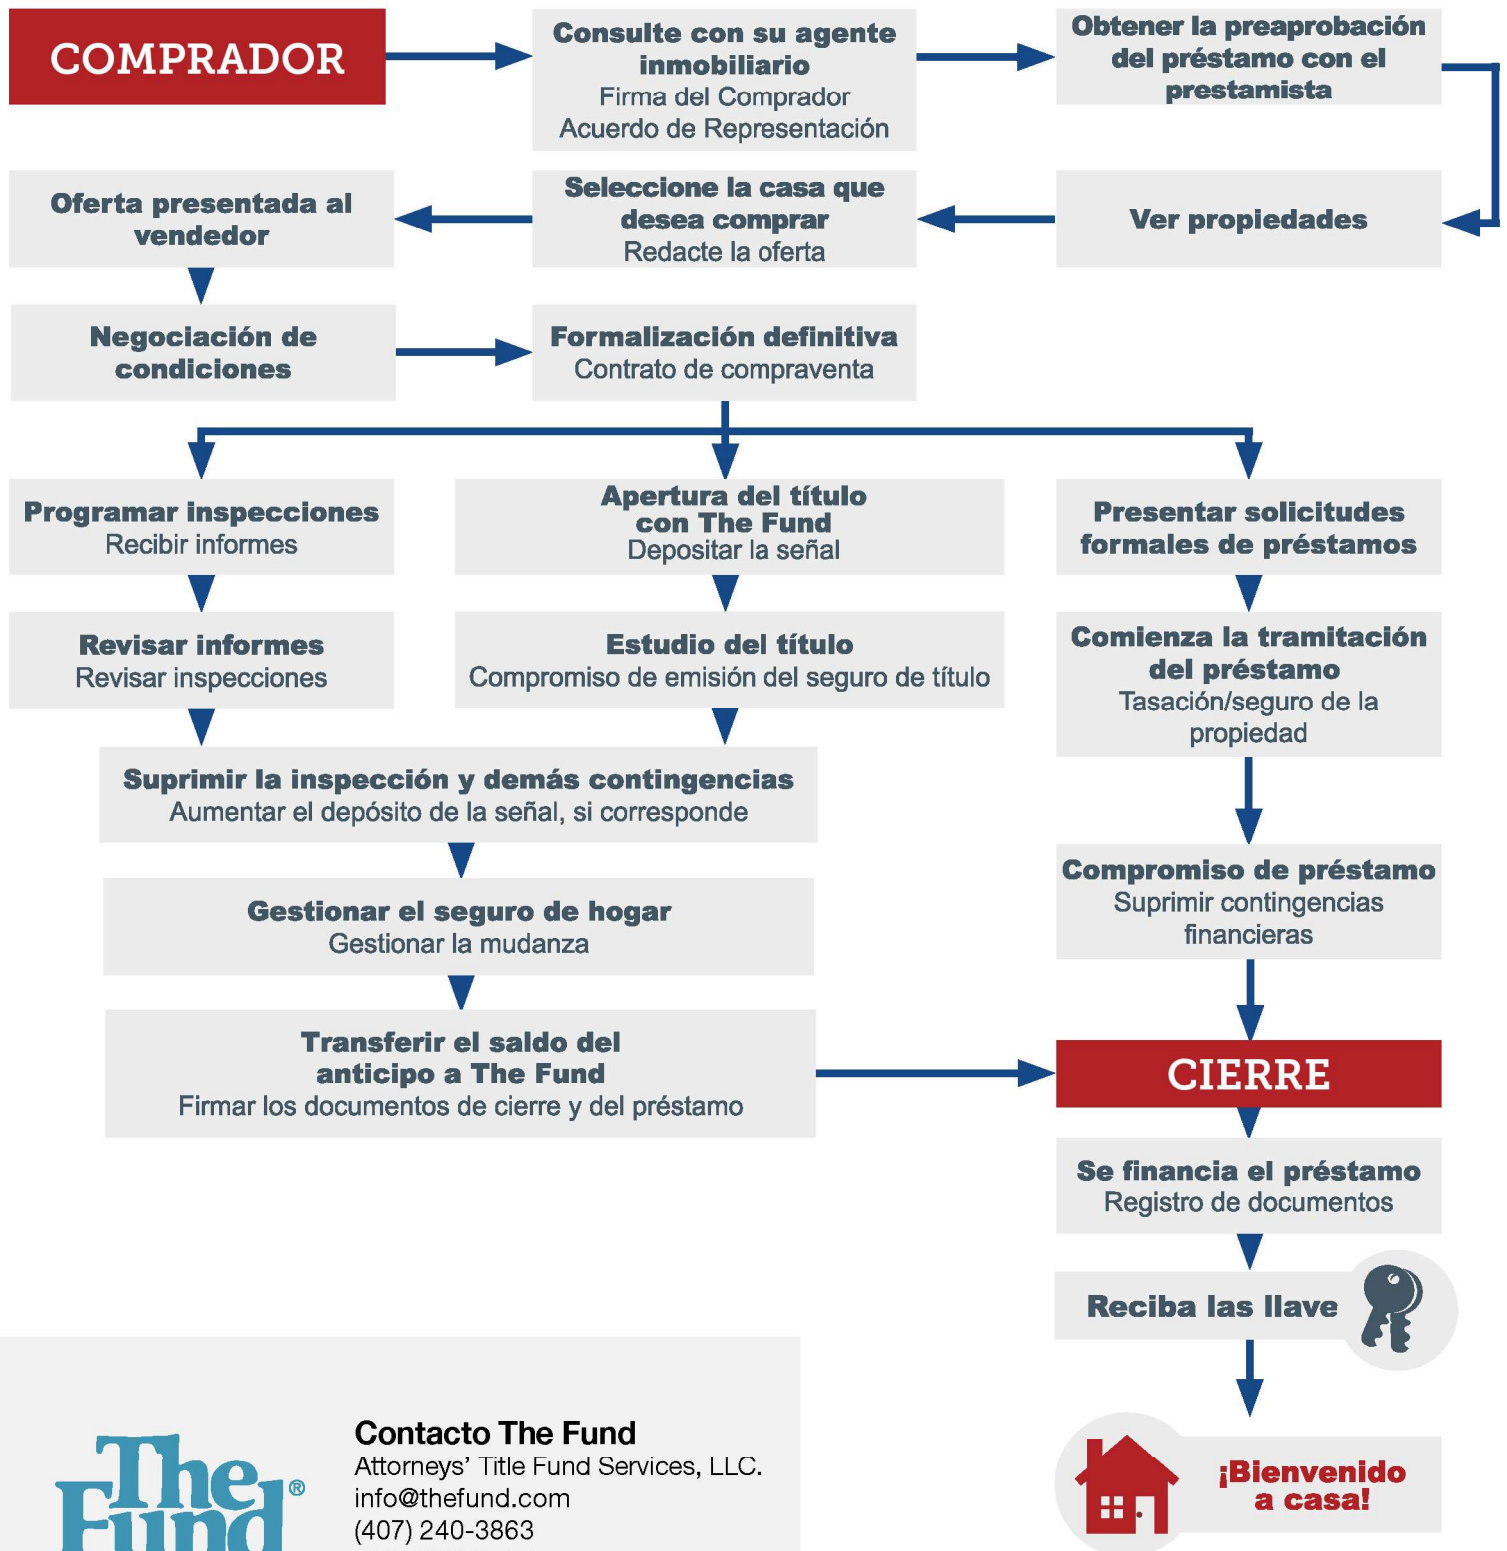 COMPRADOR
Consulte con su agente
inmobiliario
Firma del Comprador
Acuerdo de Representación
Obtener la preaprobación
del préstamo con el
prestamista
Ver propiedades
Seleccione la casa que
desea comprar
Redacte la oferta
Oferta presentada al
vendedor
Negociación de
condiciones
Formalización definitiva
Contrato de compraventa
Programar inspecciones
Recibir informes
Apertura del título
con The Fund
Depositar la señal
Presentar solicitudes
formales de préstamos
Revisar informes
Revisar inspecciones
Estudio del título
Compromiso de emisión del seguro de título
Comienza la tramitación
del préstamo
Tasación/seguro de la
propiedad
Suprimir la inspección y demás contingencias
Aumentar el depósito de la señal, si corresponde
Compromiso de préstamo
Suprimir contingencias
financieras
Gestionar el seguro de hogar
Gestionar la mudanza
Transferir el saldo del
anticipo a The Fund
Firmar los documentos de cierre y del préstamo
CIERRE
Se financia el préstamo
Registro de documentos
Reciba las llave
¡Bienvenido
a casa!
The
Fund
®
Contacto The Fund
Attorneys' Title Fund Services, LLC.
info@thefund.com
(407) 240-3863